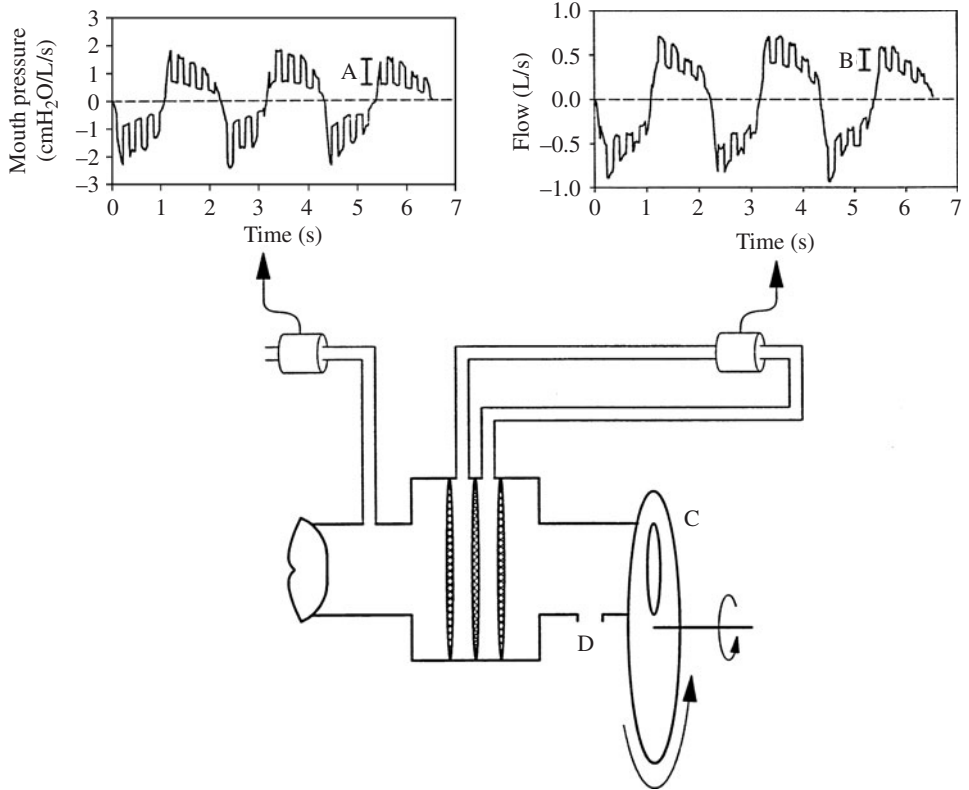 Mouth pressure
(cmH₂O/L/s)
3
2
1
0
–1
–2
–3
A
0 1 2 3 4 5 6 7
Time (s)
Flow (L/s)
1.0
0.5
0.0
–0.5
–1.0
B
0 1 2 3 4 5 6 7
Time (s)
C
D